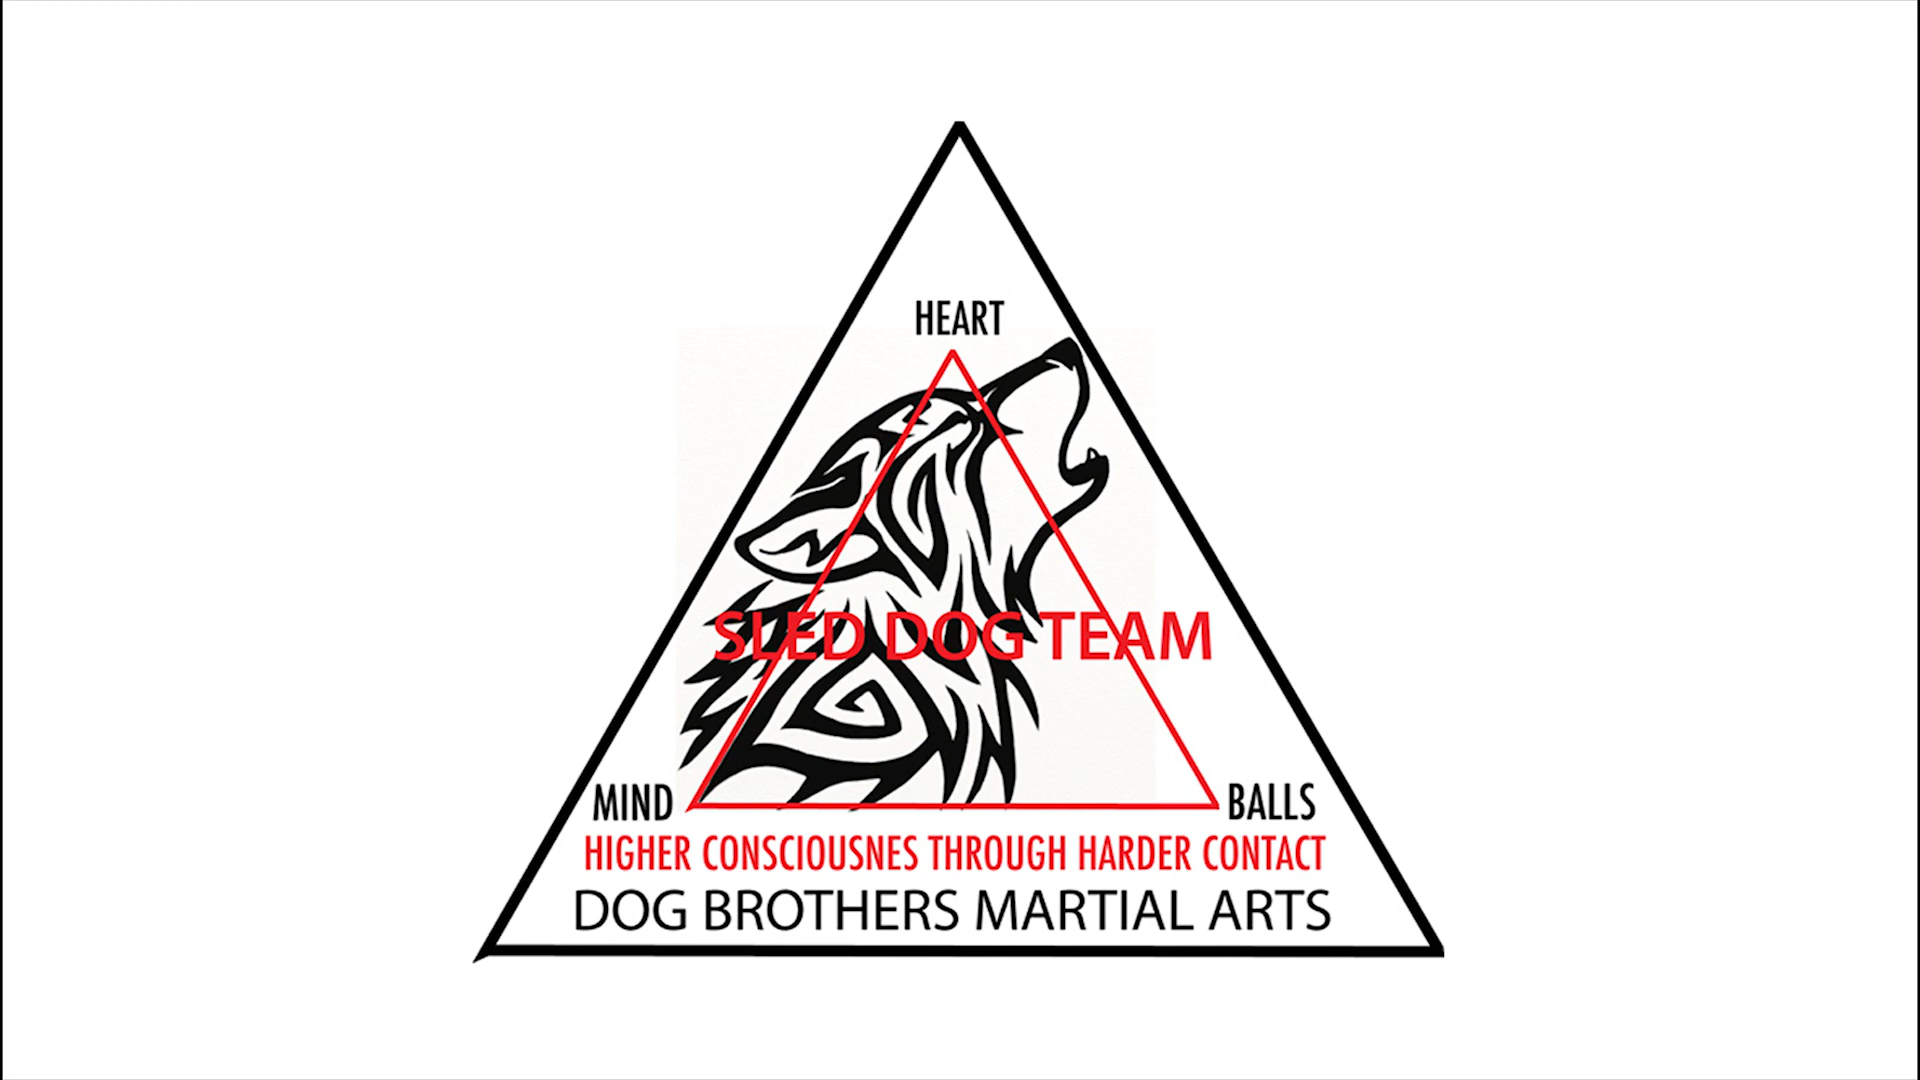 HEART
SLED DOG TEAM
MIND BALLS
HIGHER CONSCIOUSNES THROUGH HARDER CONTACT
DOG BROTHERS MARTIAL ARTS